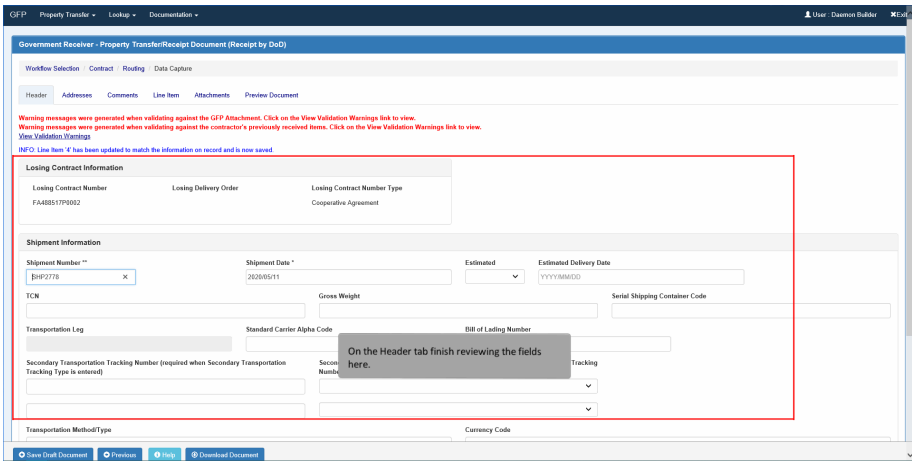 GFP Property Transfer Lookup Documentation User : Daemon Builder Exit
Government Receiver - Property Transfer/Receipt Document (Receipt by DoD)
Workflow Selection / Contract / Routing / Data Capture
Header Addresses Comments Line Item Attachments Preview Document
Warning messages were generated when validating against the GFP Attachment. Click on the View Validation Warnings link to view.
Warning messages were generated when validating against the contractor's previously received items. Click on the View Validation Warnings link to view.
View Validation Warnings
INFO: Line Item '4' has been updated to match the information on record and is now saved.
Losing Contract Information
Losing Contract Number Losing Delivery Order Losing Contract Number Type
FA488517P0002 Cooperative Agreement
Shipment Information
Shipment Number ** Shipment Date * Estimated Estimated Delivery Date
SHP2778 2020/05/11 YYYY/MM/DD
TCN Gross Weight Serial Shipping Container Code
Transportation Leg Standard Carrier Alpha Code Bill of Lading Number
On the Header tab finish reviewing the fields
here.
Secondary Transportation Tracking Number (required when Secondary Transportation Tracking
Tracking Type is entered)
Transportation Method/Type Currency Code
Save Draft Document Previous Help Download Document